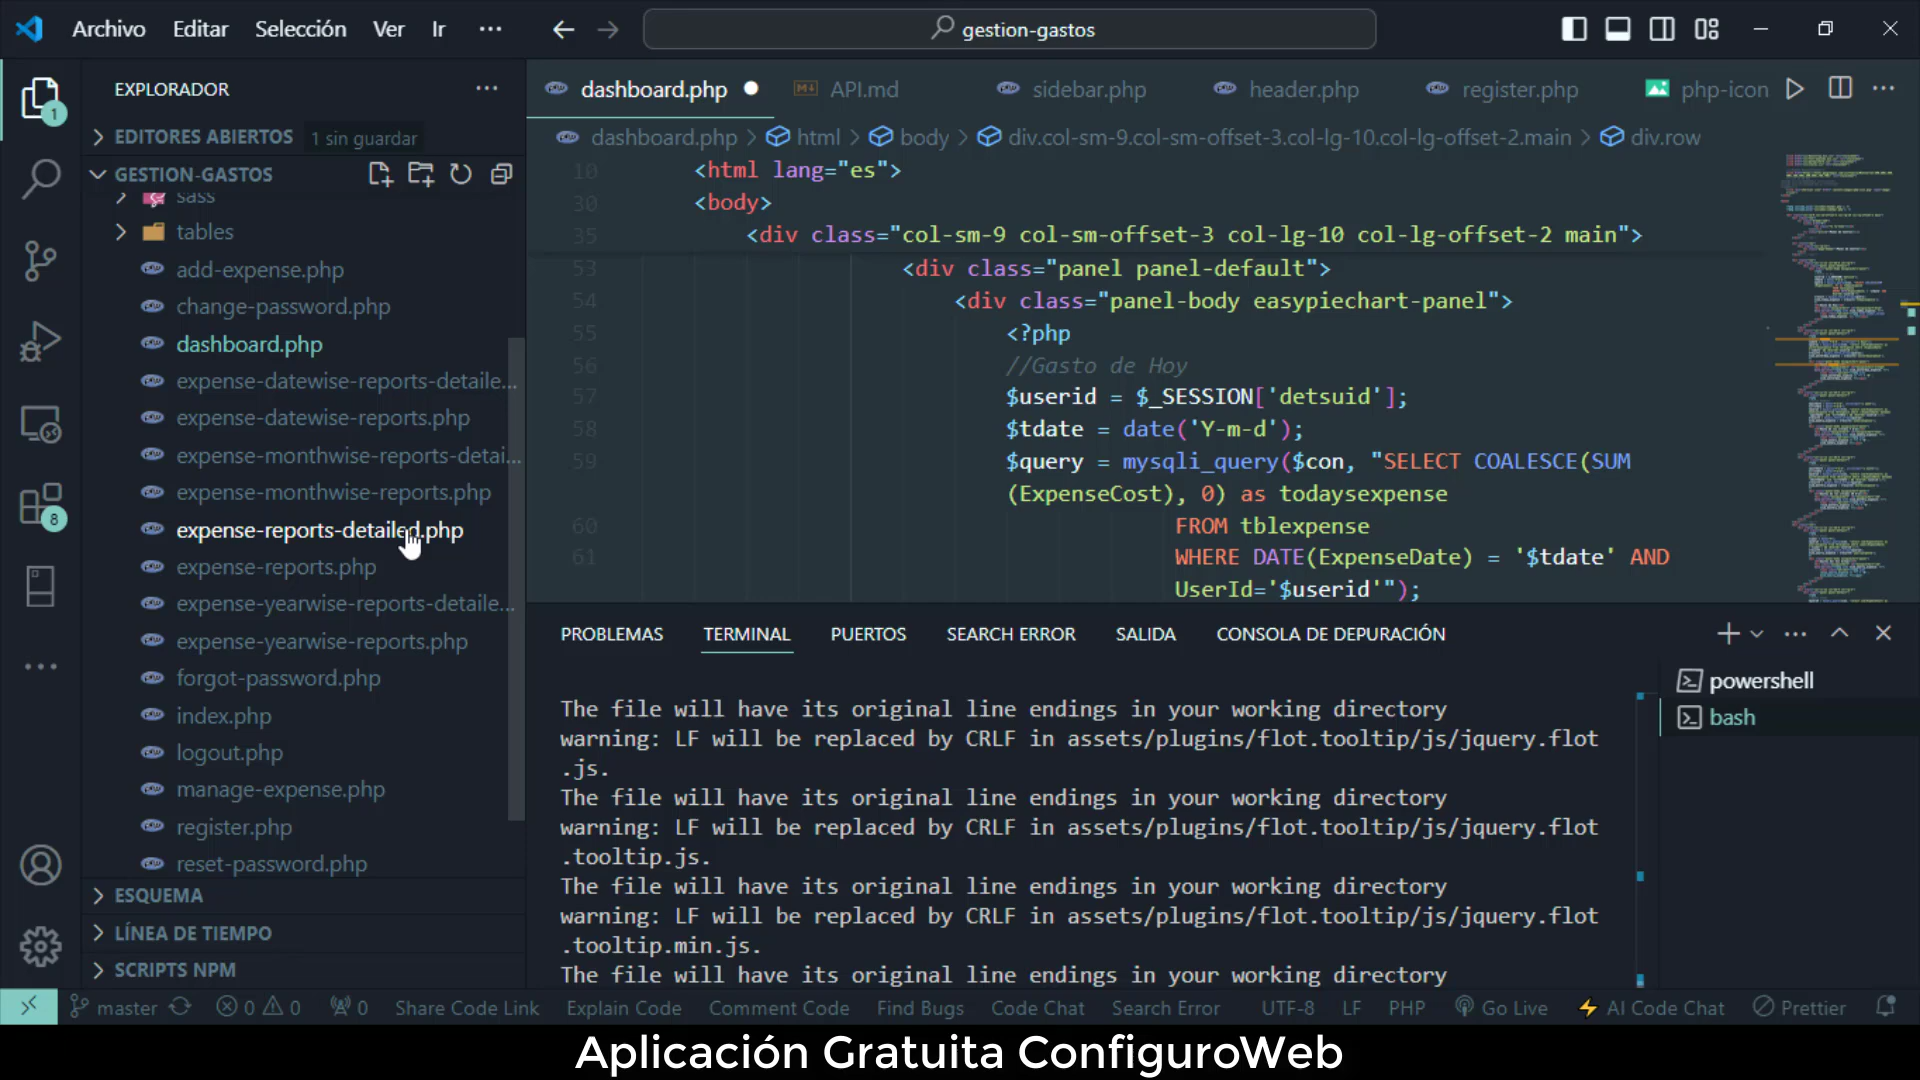 Archivo Editar Selección Ver Ir ···
gestion-gastos
EXPLORADOR
EDITORES ABIERTOS 1 sin guardar
GESTION-GASTOS
sass
tables
add-expense.php
change-password.php
dashboard.php
expense-datewise-reports-detaile...
expense-datewise-reports.php
expense-monthwise-reports-detai...
expense-monthwise-reports.php
expense-reports-detailed.php
expense-reports.php
expense-yearwise-reports-detaile...
expense-yearwise-reports.php
forgot-password.php
index.php
logout.php
manage-expense.php
register.php
reset-password.php
ESQUEMA
LÍNEA DE TIEMPO
SCRIPTS NPM
1
8
dashboard.php API.md sidebar.php header.php register.php php-icon
dashboard.php > html > body > div.col-sm-9.col-sm-offset-3.col-lg-10.col-lg-offset-2.main > div.row
10 <html lang="es">
30 <body>
35 <div class="col-sm-9 col-sm-offset-3 col-lg-10 col-lg-offset-2 main">
53 <div class="panel panel-default">
54 <div class="panel-body easypiechart-panel">
55 <?php
56 //Gasto de Hoy
57 $userid = $_SESSION['detsuid'];
58 $tdate = date('Y-m-d');
59 $query = mysqli_query($con, "SELECT COALESCE(SUM
(ExpenseCost), 0) as todaysexpense
60 FROM tblexpense
61 WHERE DATE(ExpenseDate) = '$tdate' AND
UserId='$userid'");
PROBLEMAS TERMINAL PUERTOS SEARCH ERROR SALIDA CONSOLA DE DEPURACIÓN
The file will have its original line endings in your working directory
warning: LF will be replaced by CRLF in assets/plugins/flot.tooltip/js/jquery.flot
.js.
The file will have its original line endings in your working directory
warning: LF will be replaced by CRLF in assets/plugins/flot.tooltip/js/jquery.flot
.tooltip.js.
The file will have its original line endings in your working directory
warning: LF will be replaced by CRLF in assets/plugins/flot.tooltip/js/jquery.flot
.tooltip.min.js.
The file will have its original line endings in your working directory
powershell
bash
master 0 0 0 Share Code Link Explain Code Comment Code Find Bugs Code Chat Search Error UTF-8 LF PHP Go Live AI Code Chat Prettier
Aplicación Gratuita ConfiguroWeb